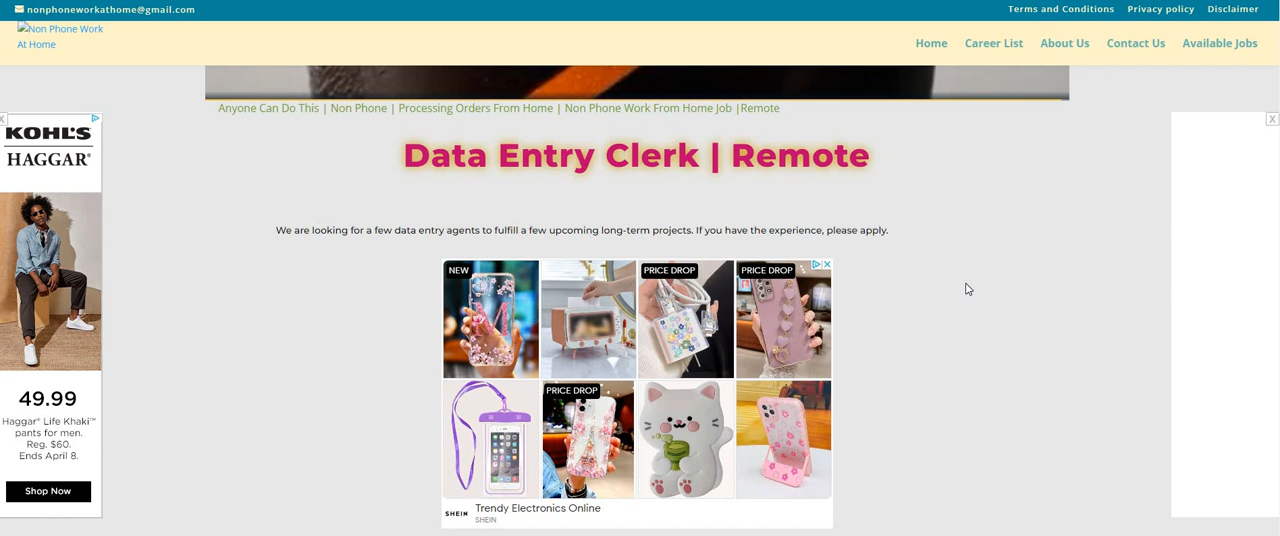 nonphoneworkathome@gmail.com
Terms and Conditions Privacy policy Disclaimer
Non Phone Work
At Home
Home Career List About Us Contact Us Available Jobs
Anyone Can Do This | Non Phone | Processing Orders From Home | Non Phone Work From Home Job |Remote
X
X
KOHL'S
HAGGAR®
Data Entry Clerk | Remote
We are looking for a few data entry agents to fulfill a few upcoming long-term projects. If you have the experience, please apply.
NEW
PRICE DROP
PRICE DROP
PRICE DROP
49.99
Haggar® Life Khaki™
pants for men.
Reg. $60.
Ends April 8.
Shop Now
SHEIN
Trendy Electronics Online
SHEIN